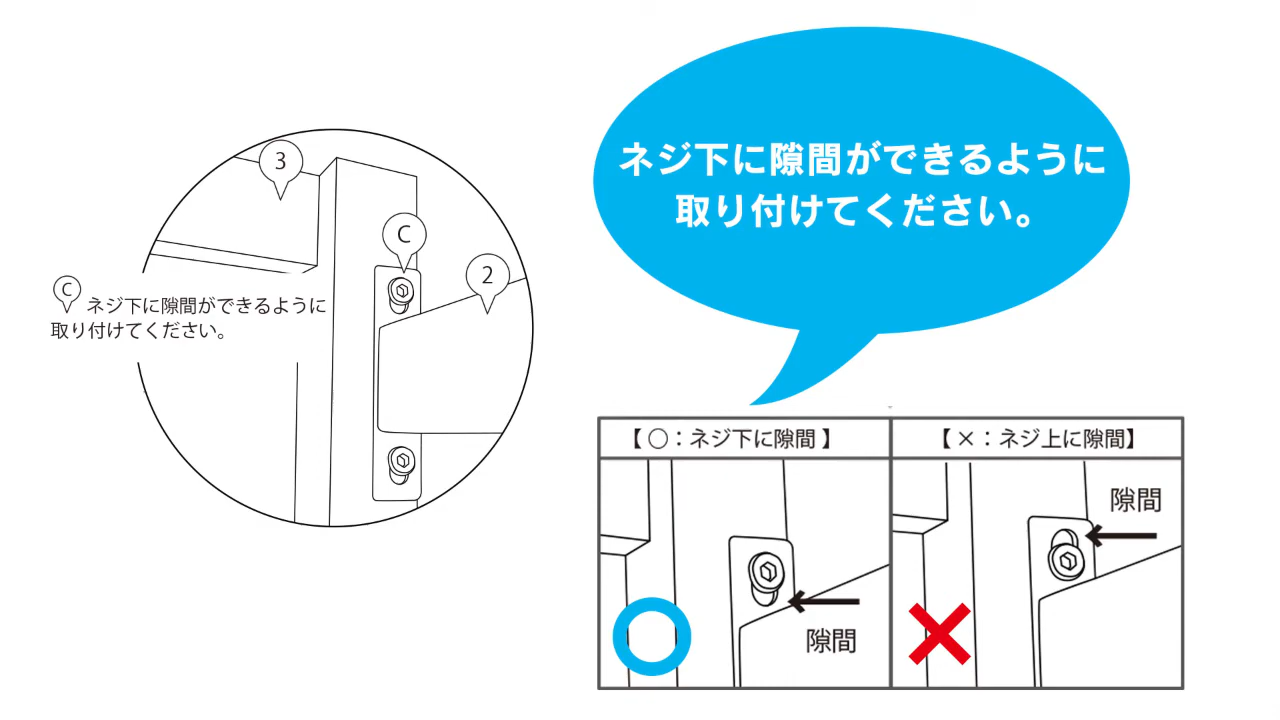 3
C
2
C ネジ下に隙間ができるように
取り付けてください。
ネジ下に隙間ができるように
取り付けてください。
【○：ネジ下に隙間】
【×：ネジ上に隙間】
隙間
隙間